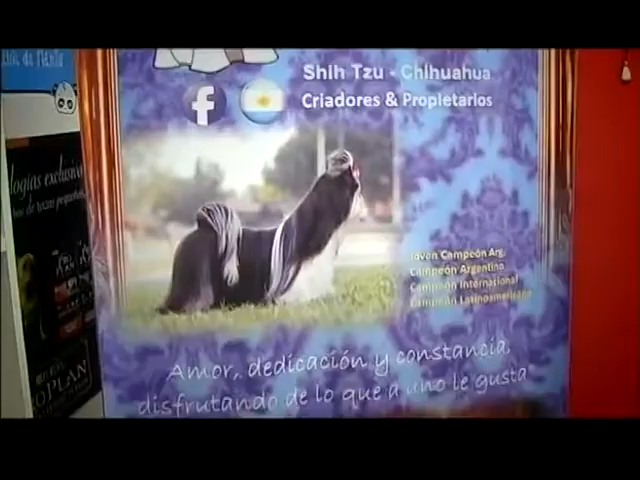 Shih Tzu - Chihuahua
Criadores & Propietarios
f
Joven Campeón Arg.
Campeón Argentino
Campeón Internacional
Campeón Latinoamericano
Amor, dedicación y constancia,
disfrutando de lo que a uno le gusta